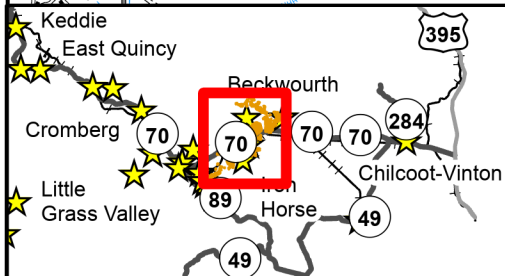 Keddie
395
East Quincy
Beckwourth
Cromberg
70
70
70
70
284
Chilcoot-Vinton
Little
Grass Valley
89
Iron
Horse
49
49